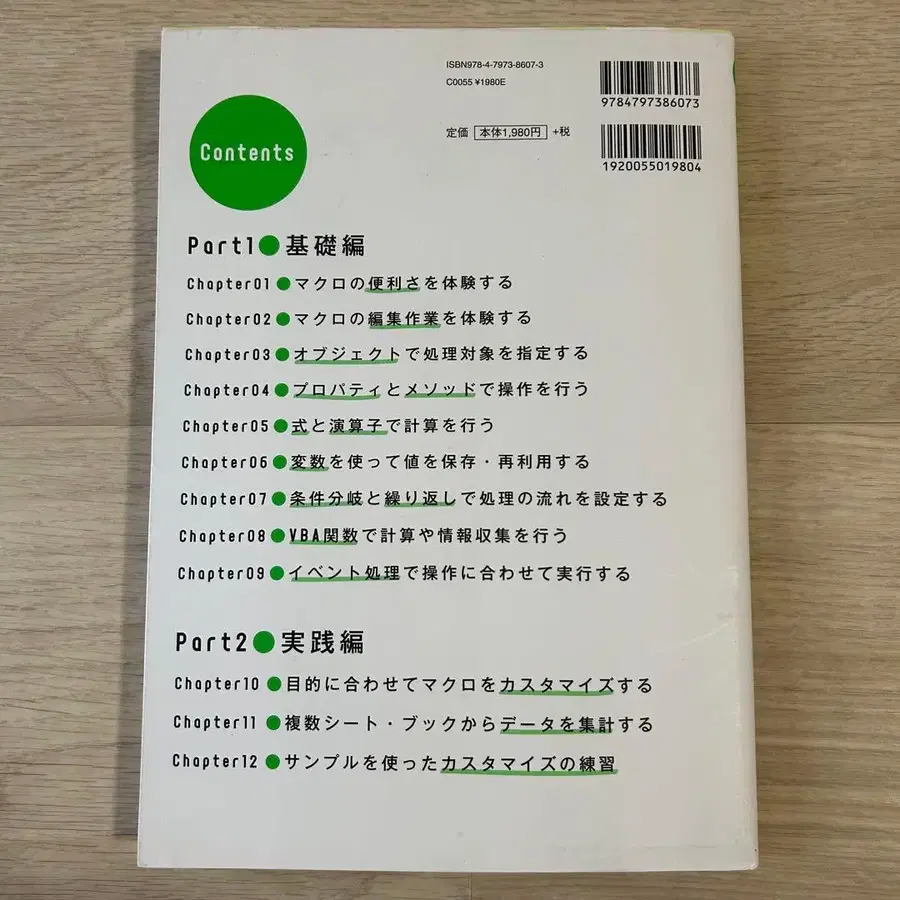 ISBN978-4-7973-8607-3
C0055 ¥1980E
9784797386073
定価 本体1,980円 +税
1920055019804
Contents
Part1●基礎編
Chapter01●マクロの便利さを体験する
Chapter02●マクロの編集作業を体験する
Chapter03●オブジェクトで処理対象を指定する
Chapter04●プロパティとメソッドで操作を行う
Chapter05●式と演算子で計算を行う
Chapter06●変数を使って値を保存・再利用する
Chapter07●条件分岐と繰り返しで処理の流れを設定する
Chapter08●VBA関数で計算や情報収集を行う
Chapter09●イベント処理で操作に合わせて実行する
Part2●実践編
Chapter10●目的に合わせてマクロをカスタマイズする
Chapter11●複数シート・ブックからデータを集計する
Chapter12●サンプルを使ったカスタマイズの練習